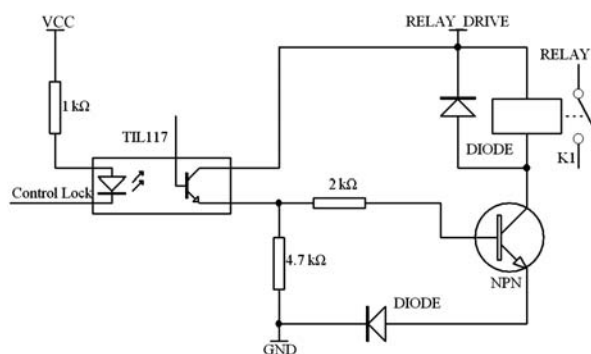 VCC
RELAY_DRIVE
RELAY
1 kΩ
TIL117
DIODE
K1
Control Lock
2 kΩ
4.7 kΩ
NPN
DIODE
GND